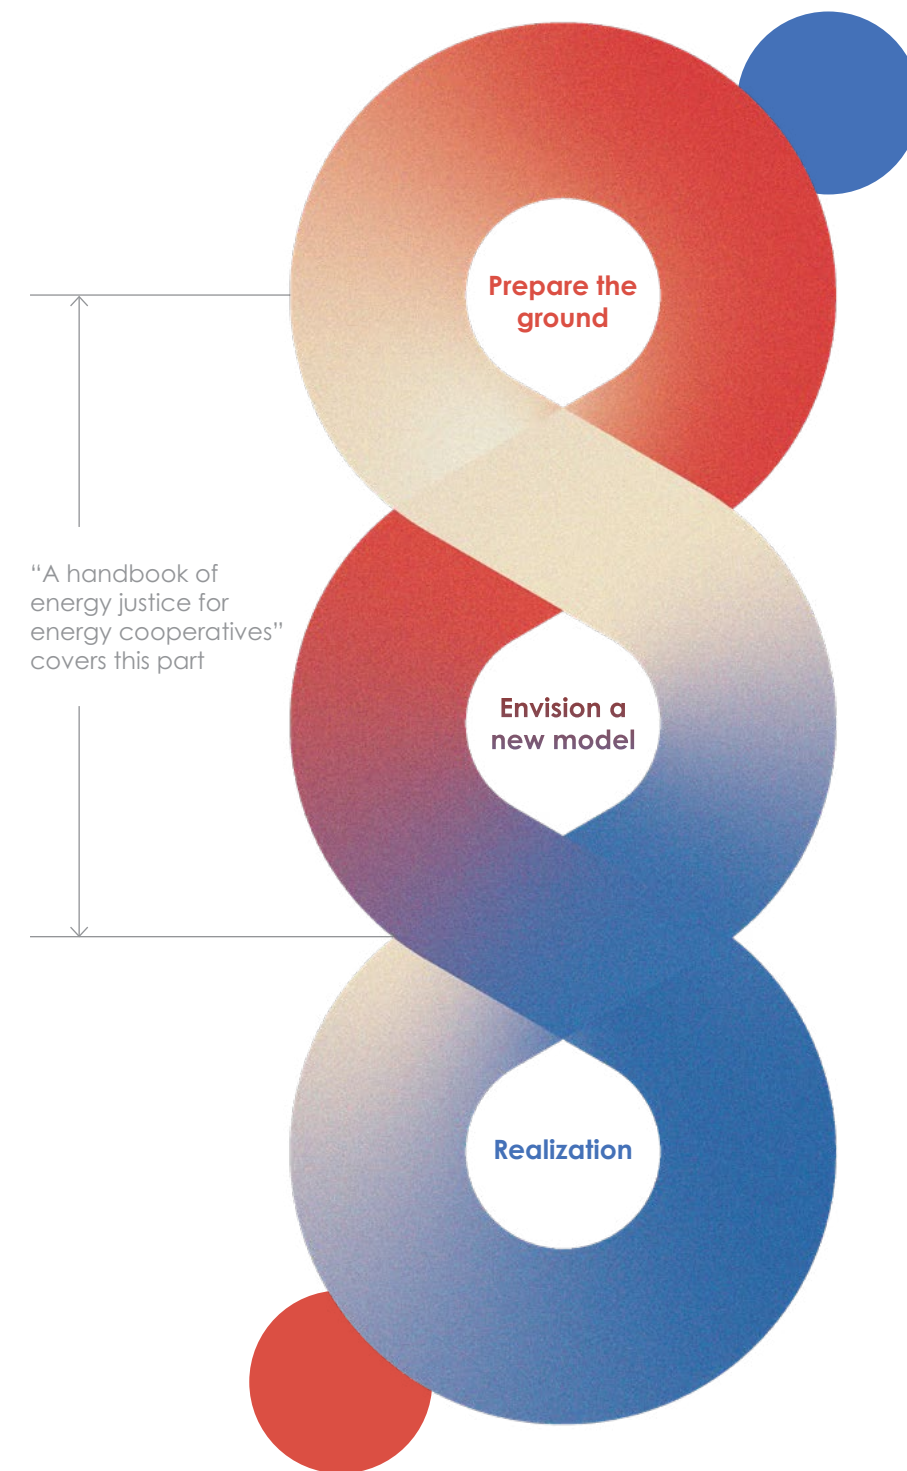 Prepare the
ground
“A handbook of
energy justice for
energy cooperatives”
covers this part
Envision a
new model
Realization